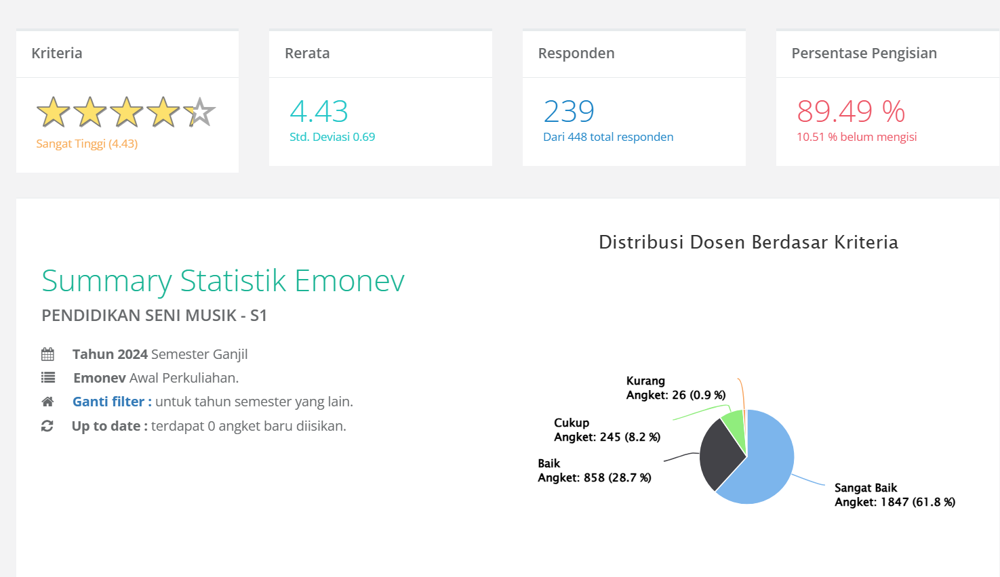 Kriteria
Sangat Tinggi (4.43)
Rerata
4.43
Std. Deviasi 0.69
Responden
239
Dari 448 total responden
Persentase Pengisian
89.49 %
10.51 % belum mengisi
Summary Statistik Emonev
PENDIDIKAN SENI MUSIK - S1
Tahun 2024 Semester Ganjil
Emonev Awal Perkuliahan.
Ganti filter : untuk tahun semester yang lain.
Up to date : terdapat 0 angket baru diisikan.
Distribusi Dosen Berdasar Kriteria
Kurang
Angket: 26 (0.9 %)
Cukup
Angket: 245 (8.2 %)
Baik
Angket: 858 (28.7 %)
Sangat Baik
Angket: 1847 (61.8 %)